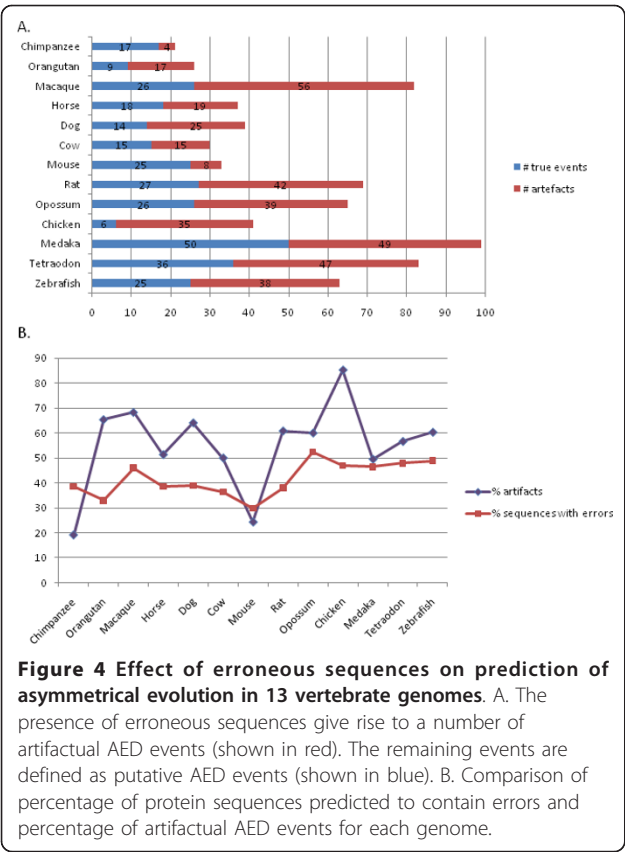 A.
Chimpanzee 17 4
Orangutan 9 17
Macaque 26 56
Horse 18 19
Dog 14 25
Cow 15 15
Mouse 25 8
Rat 27 42
Opossum 26 39
Chicken 6 35
Medaka 50 49
Tetraodon 36 47
Zebrafish 25 38
0 10 20 30 40 50 60 70 80 90 100
# true events
# artefacts
B.
90
80
70
60
50
40
30
20
10
0
Chimpanzee
Orangutan
Macaque
Horse
Dog
Cow
Mouse
Rat
Opossum
Chicken
Medaka
Tetraodon
Zebrafish
% artifacts
% sequences with errors
Figure 4 Effect of erroneous sequences on prediction of
asymmetrical evolution in 13 vertebrate genomes. A. The
presence of erroneous sequences give rise to a number of
artifactual AED events (shown in red). The remaining events are
defined as putative AED events (shown in blue). B. Comparison of
percentage of protein sequences predicted to contain errors and
percentage of artifactual AED events for each genome.